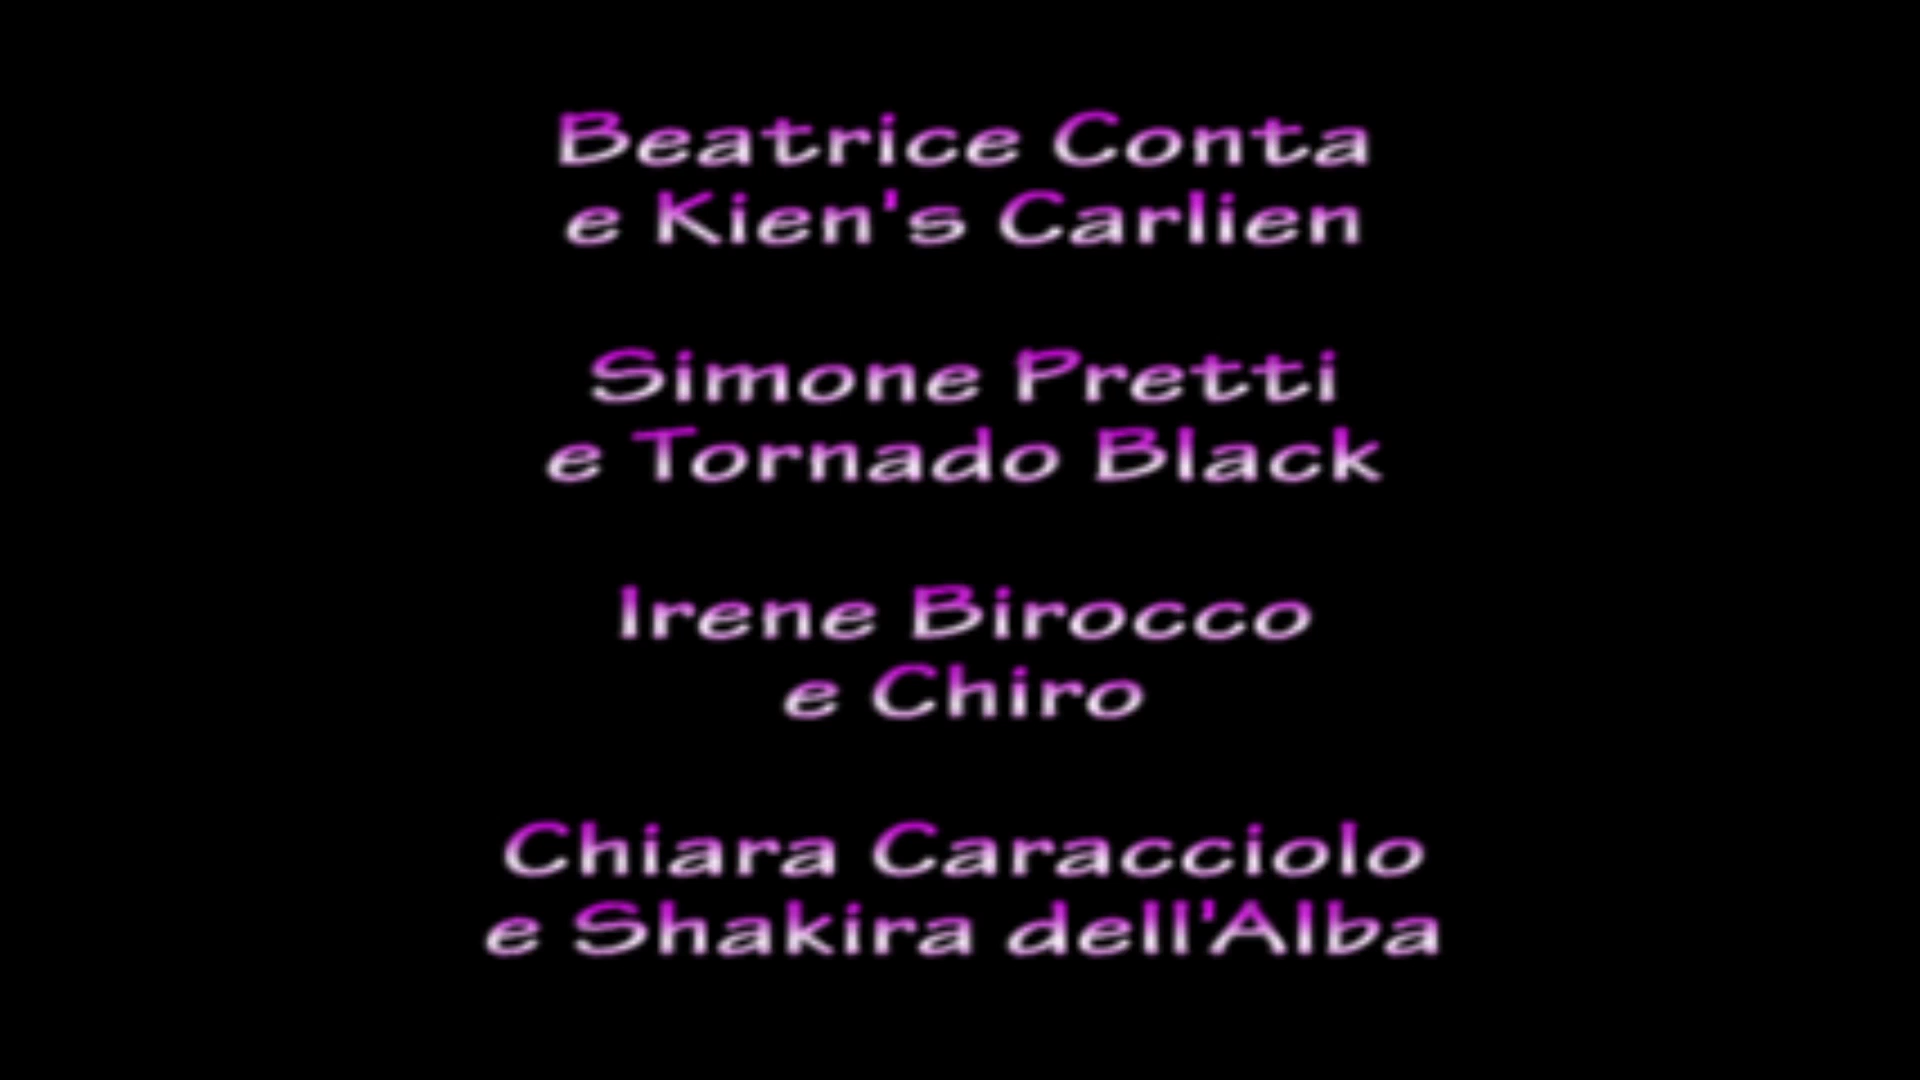 Beatrice Conta
e Kien's Carlien
Simone Pretti
e Tornado Black
Irene Birocco
e Chiro
Chiara Caracciolo
e Shakira dell'Alba